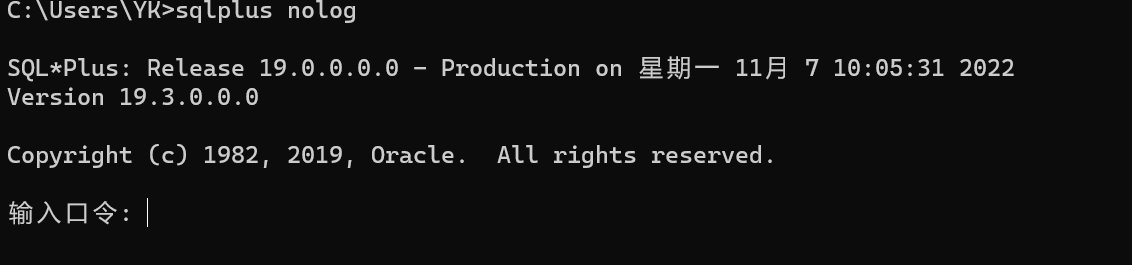 C:\Users\YK>sqlplus nolog
SQL*Plus: Release 19.0.0.0.0 - Production on 星期一 11月 7 10:05:31 2022
Version 19.3.0.0.0
Copyright (c) 1982, 2019, Oracle.  All rights reserved.
输入口令: